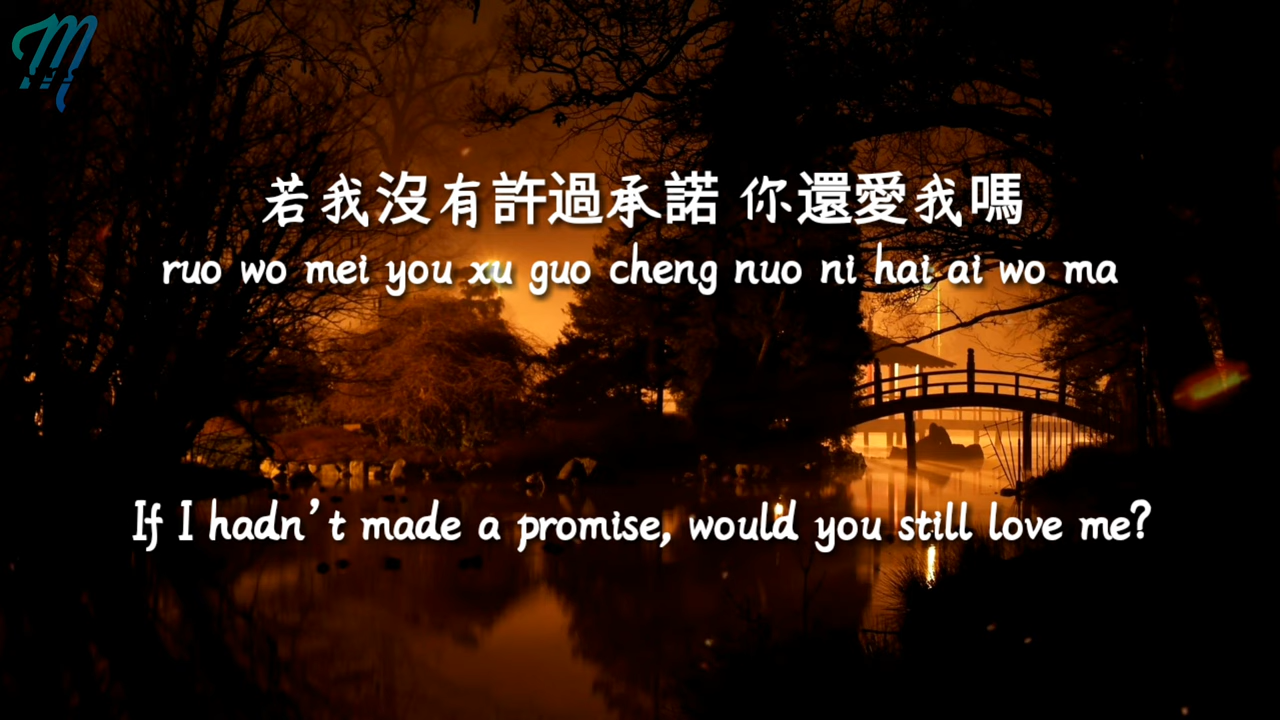 若我沒有許過承諾 你還愛我嗎
ruo wo mei you xu guo cheng nuo ni hai ai wo ma
If I hadn't made a promise, would you still love me?